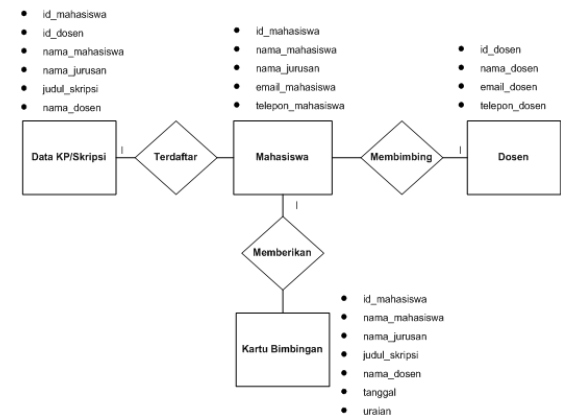 id_mahasiswa
id_dosen
nama_mahasiswa
nama_jurusan
judul_skripsi
nama_dosen
id_mahasiswa
nama_mahasiswa
nama_jurusan
email_mahasiswa
telepon_mahasiswa
id_dosen
nama_dosen
email_dosen
telepon_dosen
Data KP/Skripsi
I
Terdaftar
Mahasiswa
Membimbing
I
Dosen
I
Memberikan
Kartu Bimbingan
id_mahasiswa
nama_mahasiswa
nama_jurusan
judul_skripsi
nama_dosen
tanggal
uraian